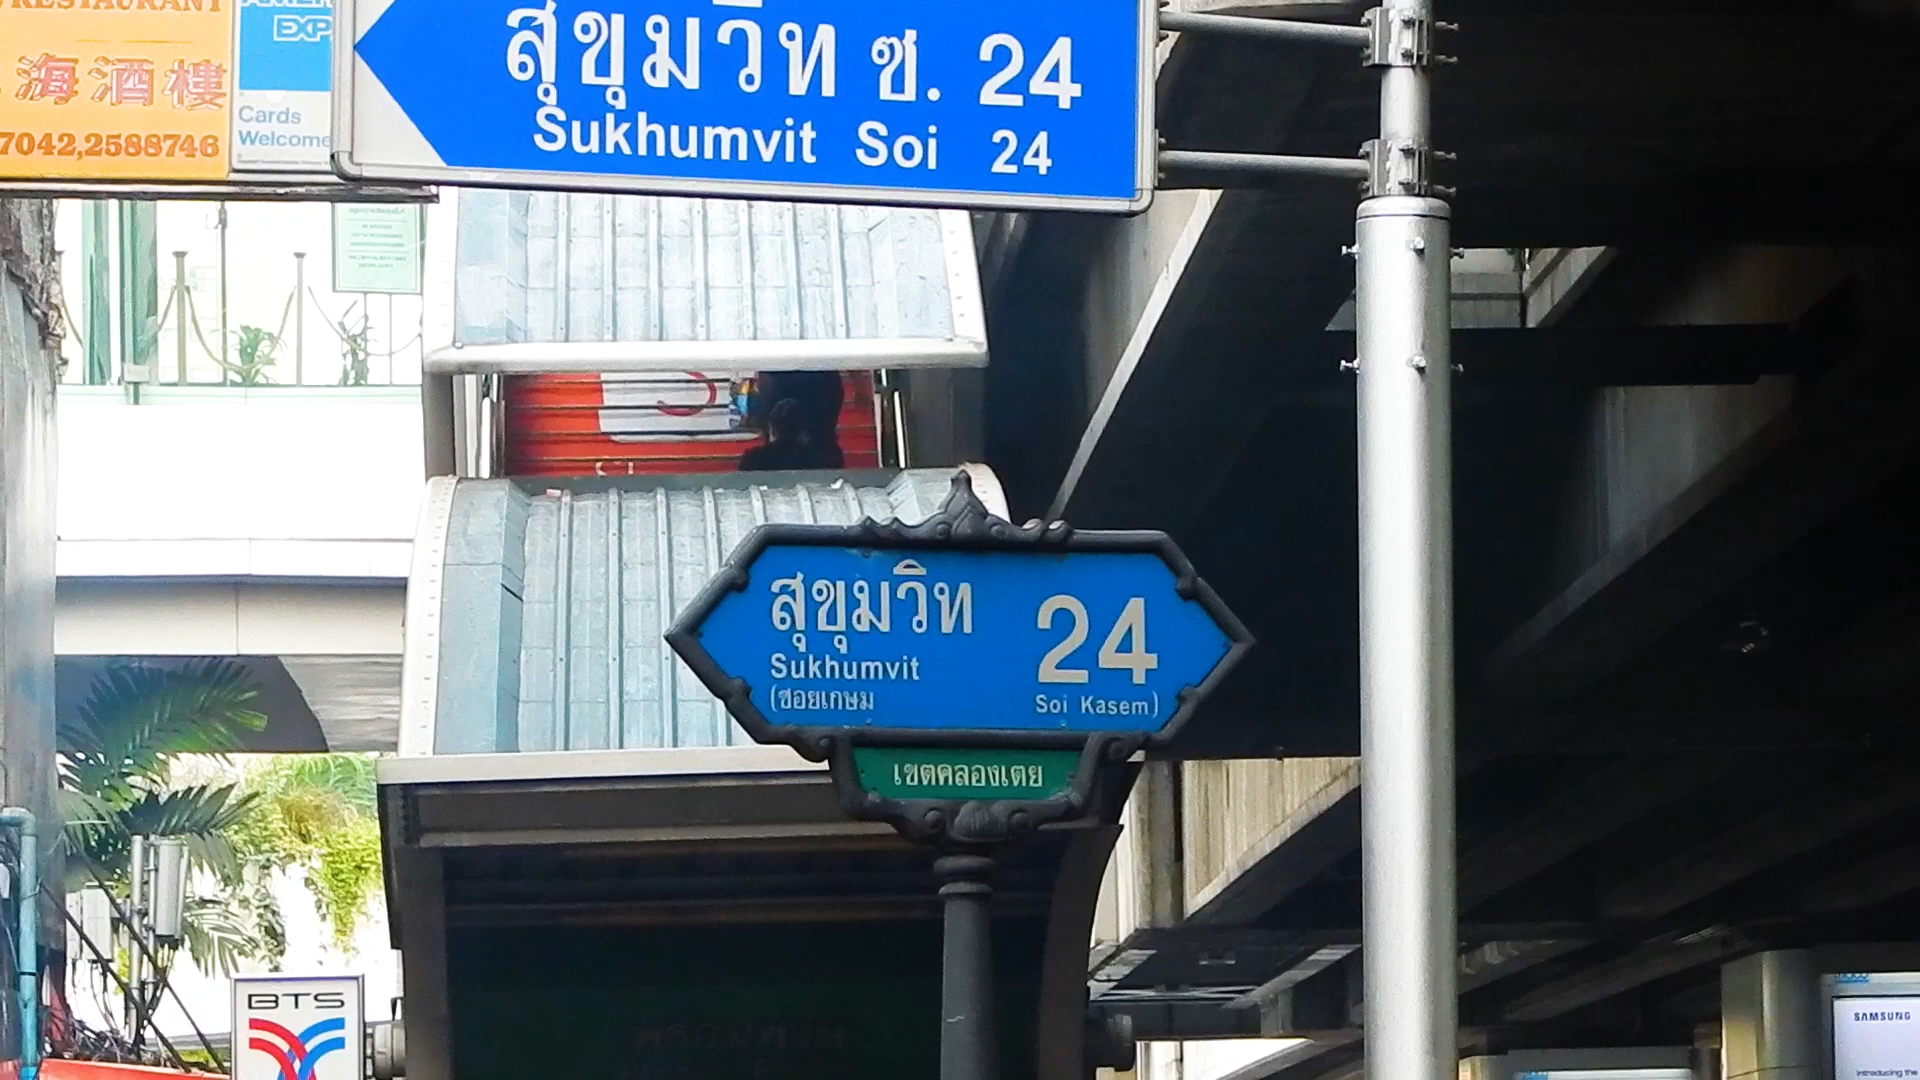 RESTAURANT
海酒樓
7042,2588746
EXP
Cards
Welcome
สุขุมวิท ซ. 24
Sukhumvit Soi 24
สุขุมวิท 24
Sukhumvit
(ซอยเกษม Soi Kasem)
เขตคลองเตย
BTS
SAMSUNG
introducing the